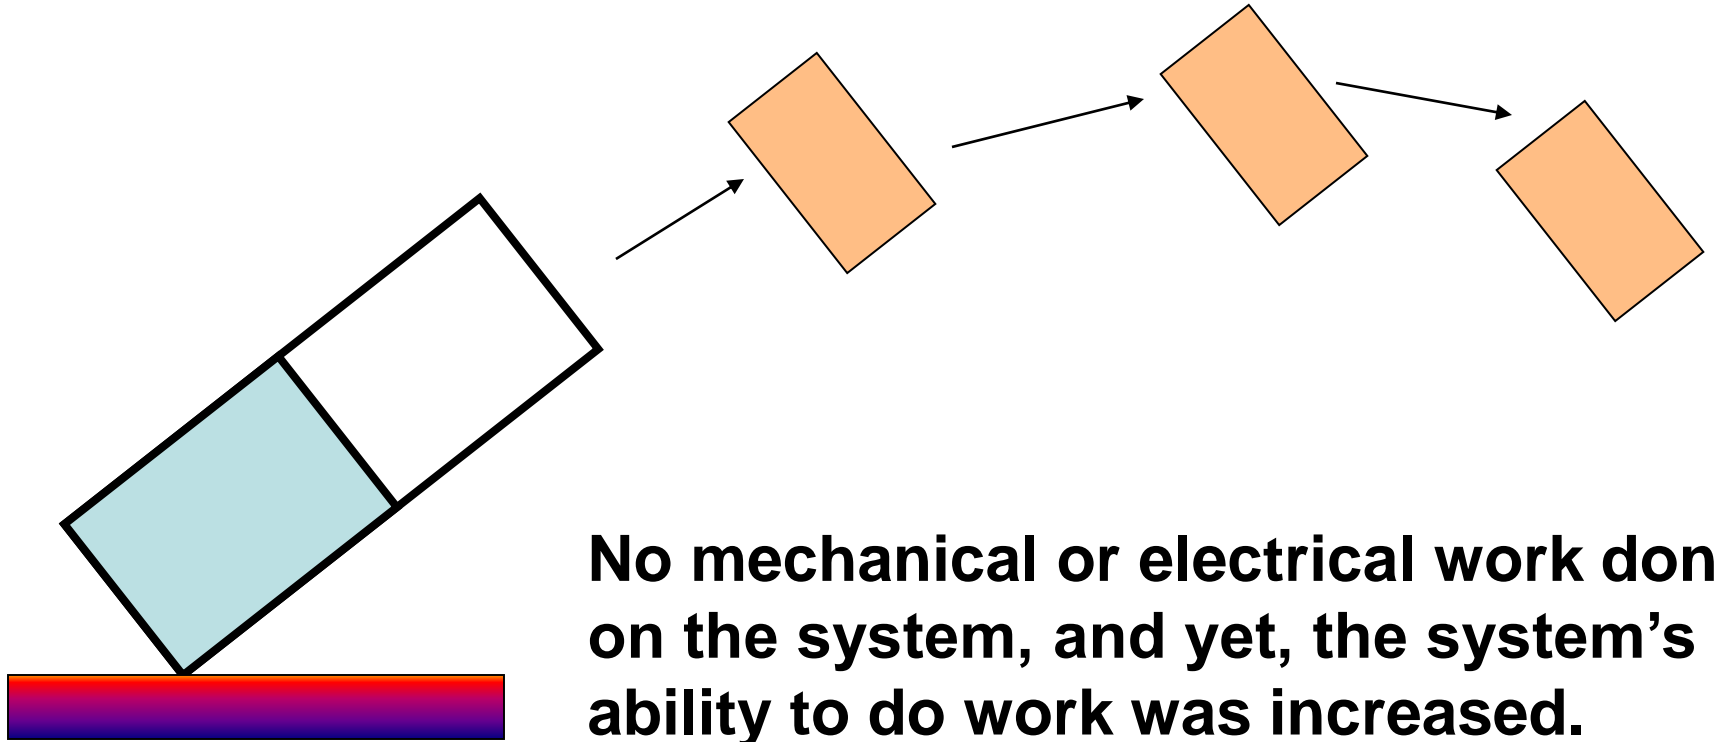 No mechanical or electrical work don
on the system, and yet, the system’s
ability to do work was increased.